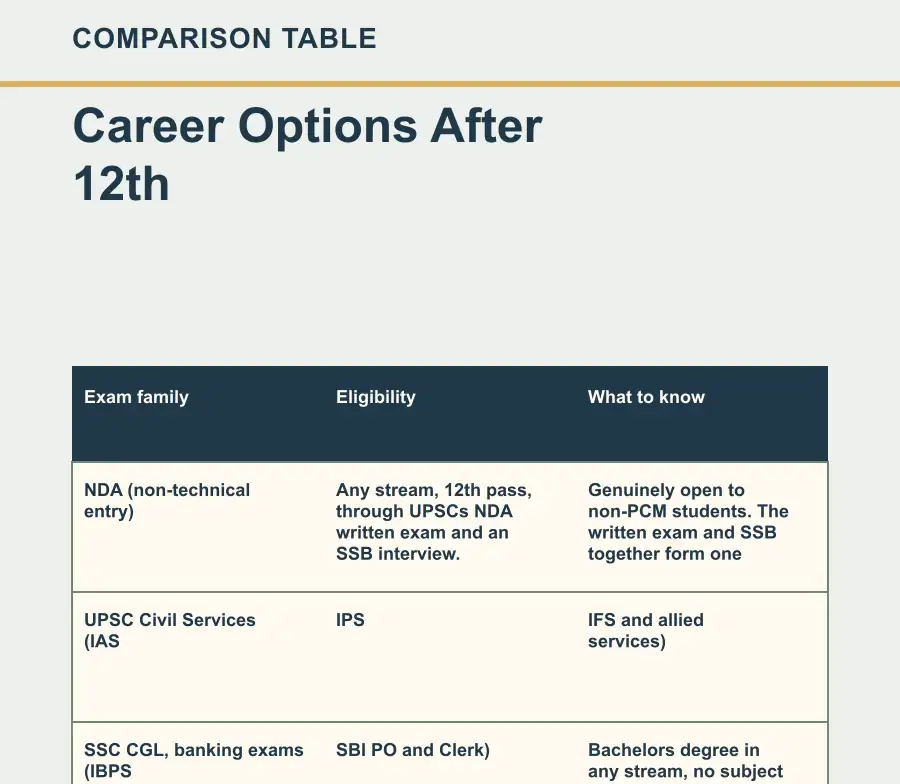 COMPARISON TABLE
Career Options After
12th
Exam family
Eligibility
What to know
NDA (non-technical
entry)
Any stream, 12th pass,
through UPSCs NDA
written exam and an
SSB interview.
Genuinely open to
non-PCM students. The
written exam and SSB
together form one
UPSC Civil Services
(IAS
IPS
IFS and allied
services)
SSC CGL, banking exams
(IBPS
SBI PO and Clerk)
Bachelors degree in
any stream, no subject